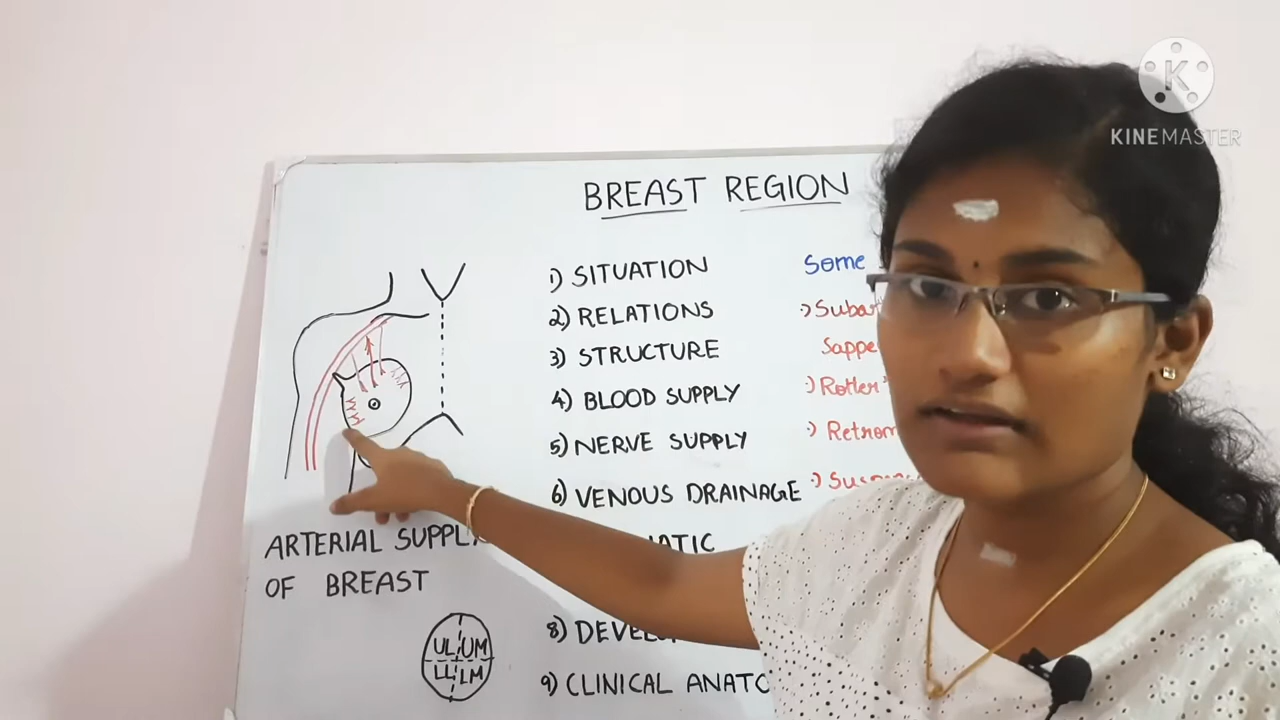 KINEMASTER
BREAST REGION
1) SITUATION
2) RELATIONS
3) STRUCTURE
4) BLOOD SUPPLY
5) NERVE SUPPLY
6) VENOUS DRAINAGE
8)
9) CLINICAL
Some
ARTERIAL
OF BREAST
UL UM
LL LM